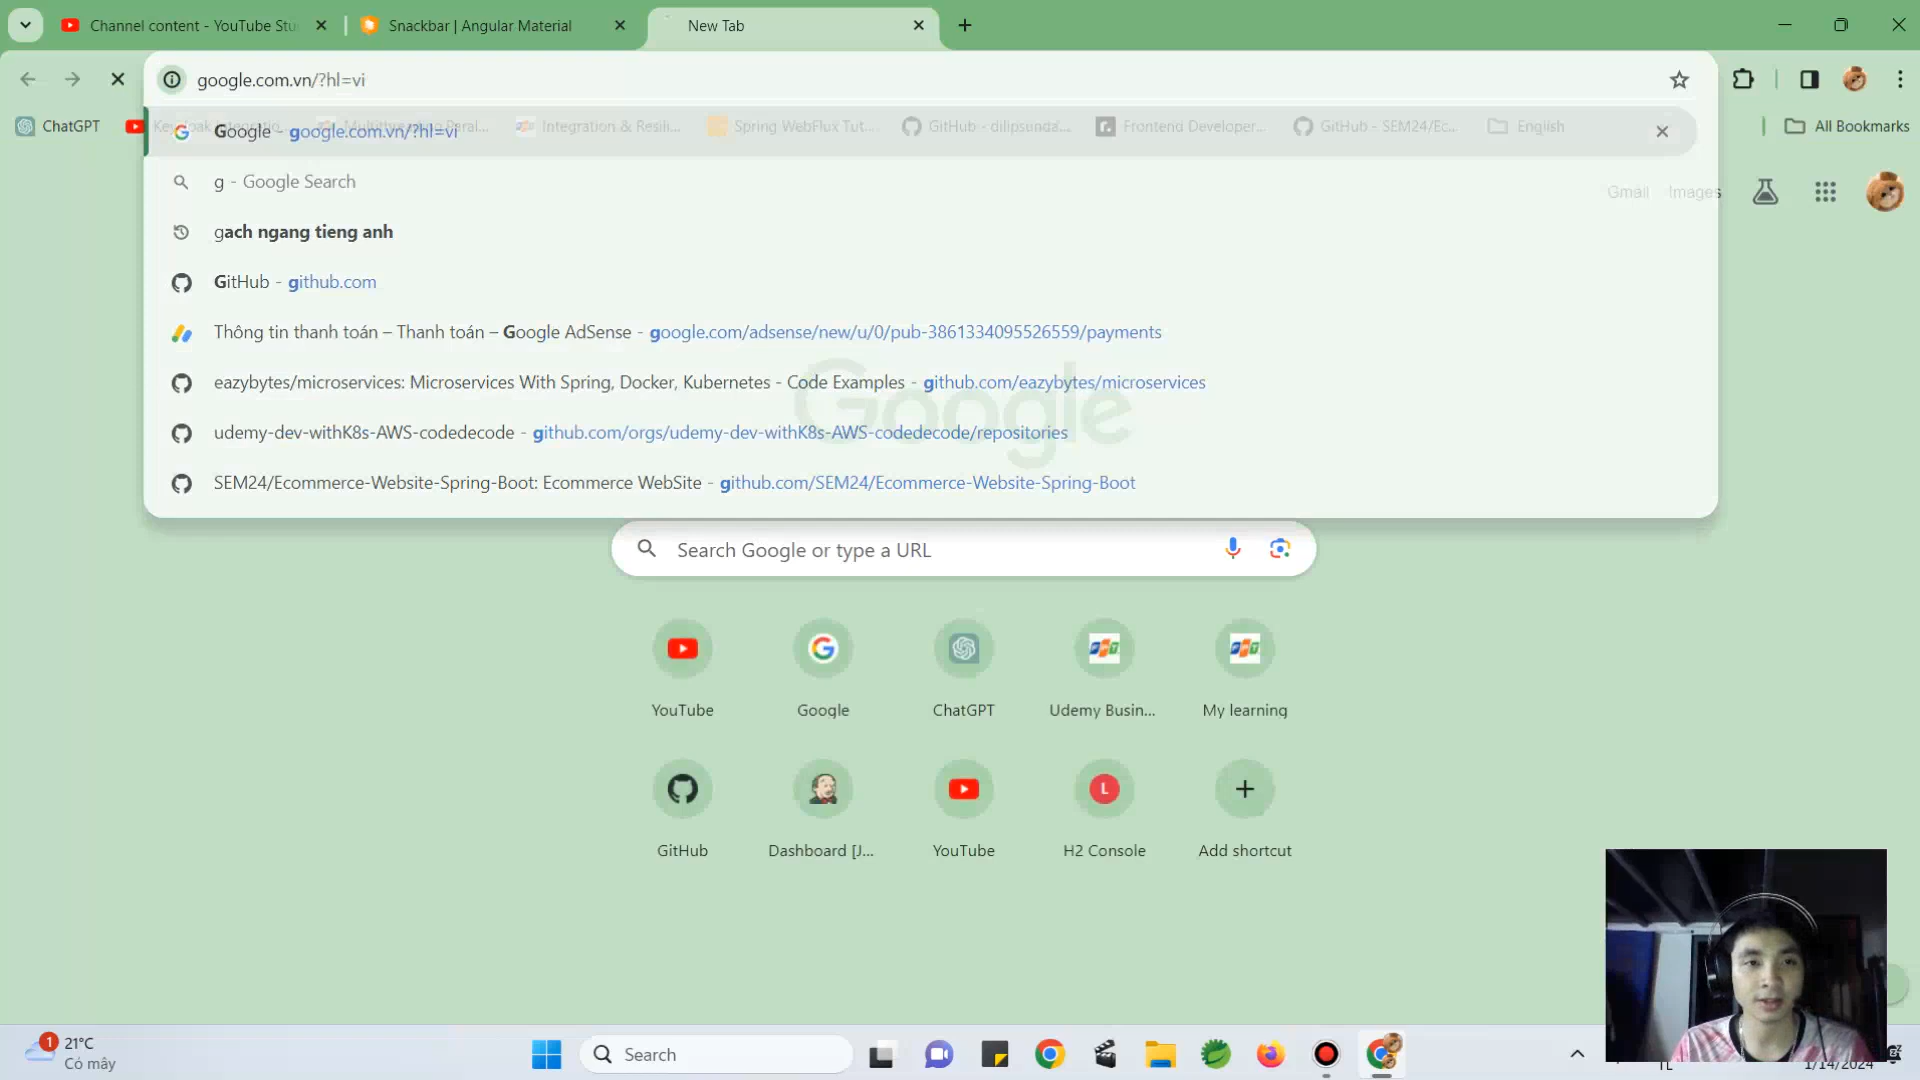 Channel content - YouTube Stu
Snackbar | Angular Material
New Tab
google.com.vn/?hl=vi
ChatGPT
Google - google.com.vn/?hl=vi
Integration & Resili...
Spring WebFlux Tut...
GitHub - dilipsunda...
Frontend Developer...
GitHub - SEM24/Ec...
English
All Bookmarks
g - Google Search
Gmail
Images
gach ngang tieng anh
GitHub - github.com
Thông tin thanh toán – Thanh toán – Google AdSense - google.com/adsense/new/u/0/pub-3861334095526559/payments
eazybytes/microservices: Microservices With Spring, Docker, Kubernetes - Code Examples - github.com/eazybytes/microservices
Google
udemy-dev-withK8s-AWS-codedecode - github.com/orgs/udemy-dev-withK8s-AWS-codedecode/repositories
SEM24/Ecommerce-Website-Spring-Boot: Ecommerce WebSite - github.com/SEM24/Ecommerce-Website-Spring-Boot
Search Google or type a URL
YouTube
Google
ChatGPT
Udemy Busin...
My learning
L
GitHub
Dashboard [J...
YouTube
H2 Console
Add shortcut
1
21°C
Có mây
Search
1/14/2024